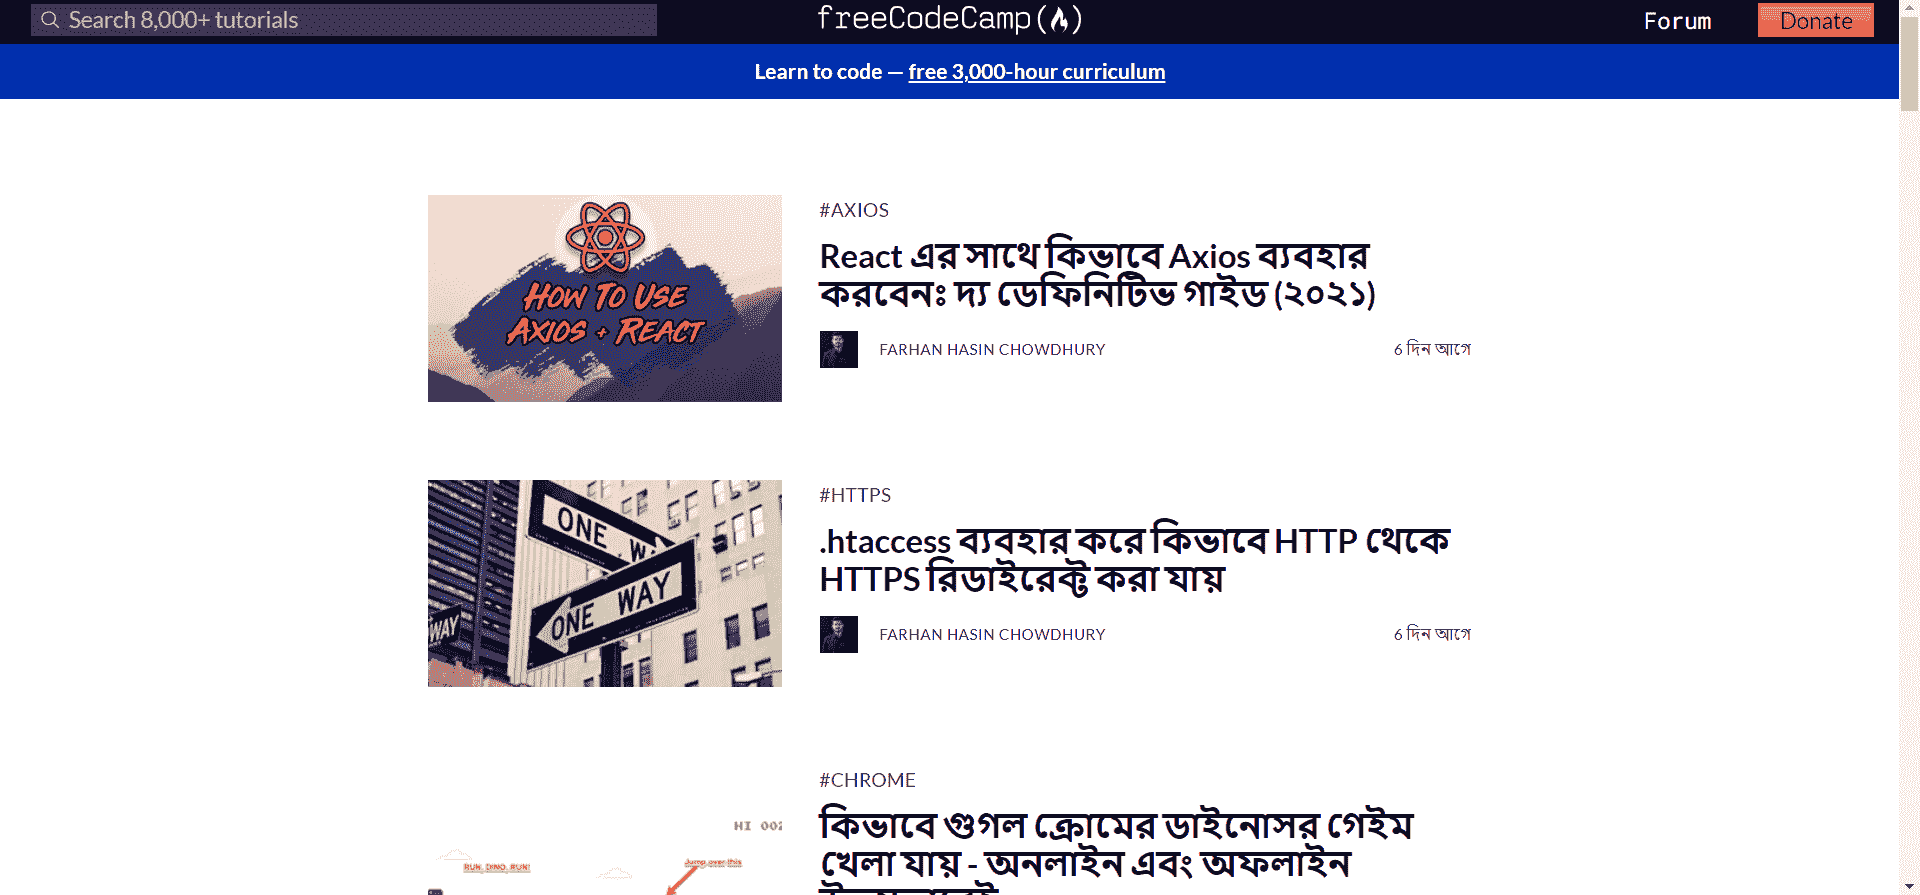 Search 8,000+ tutorials
freeCodeCamp(🔥)
Forum
Donate
Learn to code — free 3,000-hour curriculum
HOW TO USE
AXIOS + REACT
#AXIOS
React এর সাথে কিভাবে Axios ব্যবহার
করবেনঃ দ্য ডেফিনিটিভ গাইড (২০২১)
FARHAN HASIN CHOWDHURY
6 দিন আগে
ONE
ONE WAY
WAY
#HTTPS
.htaccess ব্যবহার করে কিভাবে HTTP থেকে
HTTPS রিডাইরেক্ট করা যায়
FARHAN HASIN CHOWDHURY
6 দিন আগে
HI 002
RUN, DINO, RUN!
Jump over this
#CHROME
কিভাবে গুগল ক্রোমের ডাইনোসর গেইম
খেলা যায় - অনলাইন এবং অফলাইন